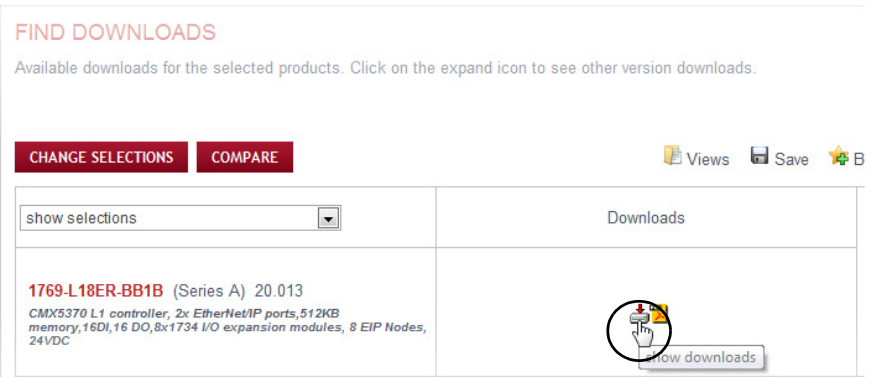 FIND DOWNLOADS
Available downloads for the selected products. Click on the expand icon to see other version downloads.
CHANGE SELECTIONS COMPARE Views Save B
show selections Downloads
1769-L18ER-BB1B (Series A) 20.013
CMX5370 L1 controller, 2x EtherNet/IP ports,512KB
memory,16DI,16 DO,8x1734 I/O expansion modules, 8 EIP Nodes,
24VDC
show downloads